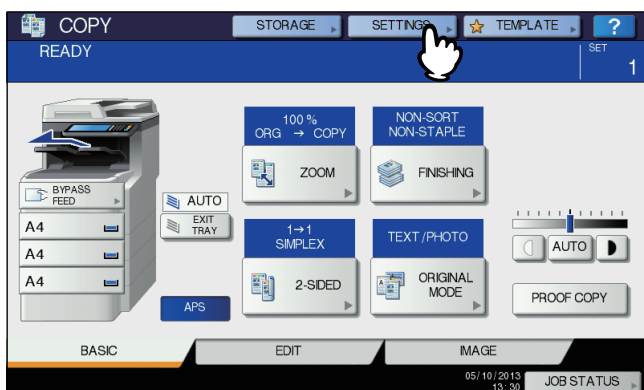 COPY
STORAGE
SETTINGS
TEMPLATE
?
READY
SET
1
100 %
ORG → COPY
ZOOM
NON-SORT
NON-STAPLE
FINISHING
BYPASS
FEED
AUTO
EXIT
TRAY
A4
A4
A4
APS
1→1
SIMPLEX
2-SIDED
TEXT/PHOTO
ORIGINAL
MODE
AUTO
PROOF COPY
BASIC
EDIT
IMAGE
05/10/2013
13:30
JOB STATUS